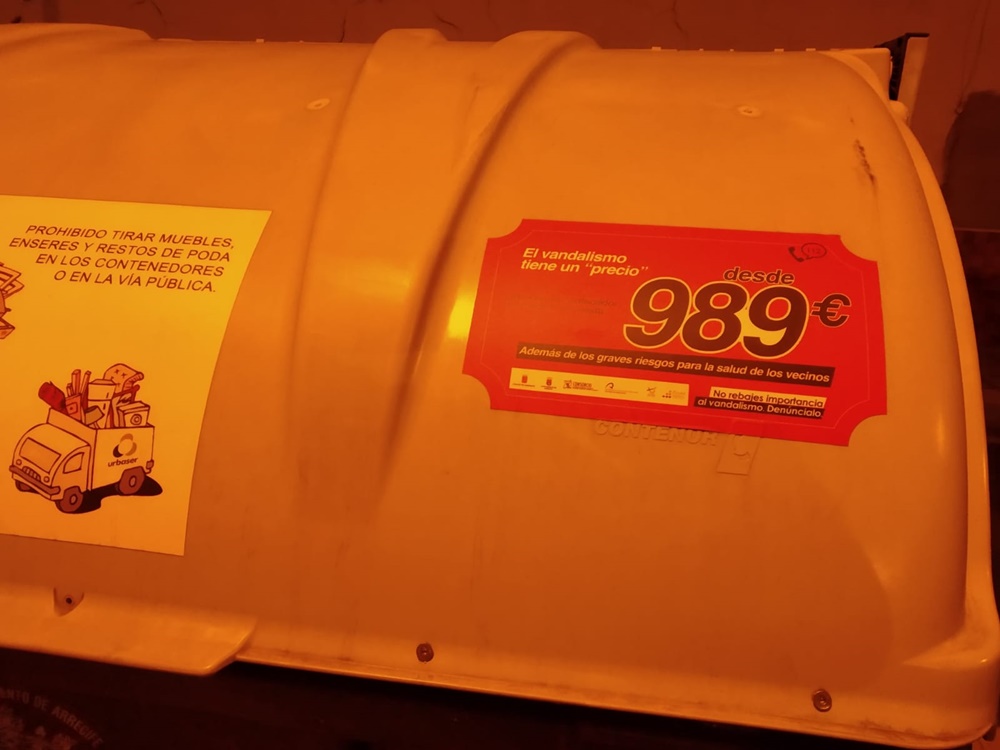 PROHIBIDO TIRAR MUEBLES,
ENSERES Y RESTOS DE PODA
EN LOS CONTENEDORES
O EN LA VÍA PÚBLICA.
urbaser
El vandalismo
tiene un "precio"
112
desde
989€
Además de los graves riesgos para la salud de los vecinos
No rebajes importancia
al vandalismo. Denúncialo.
CONTENUR